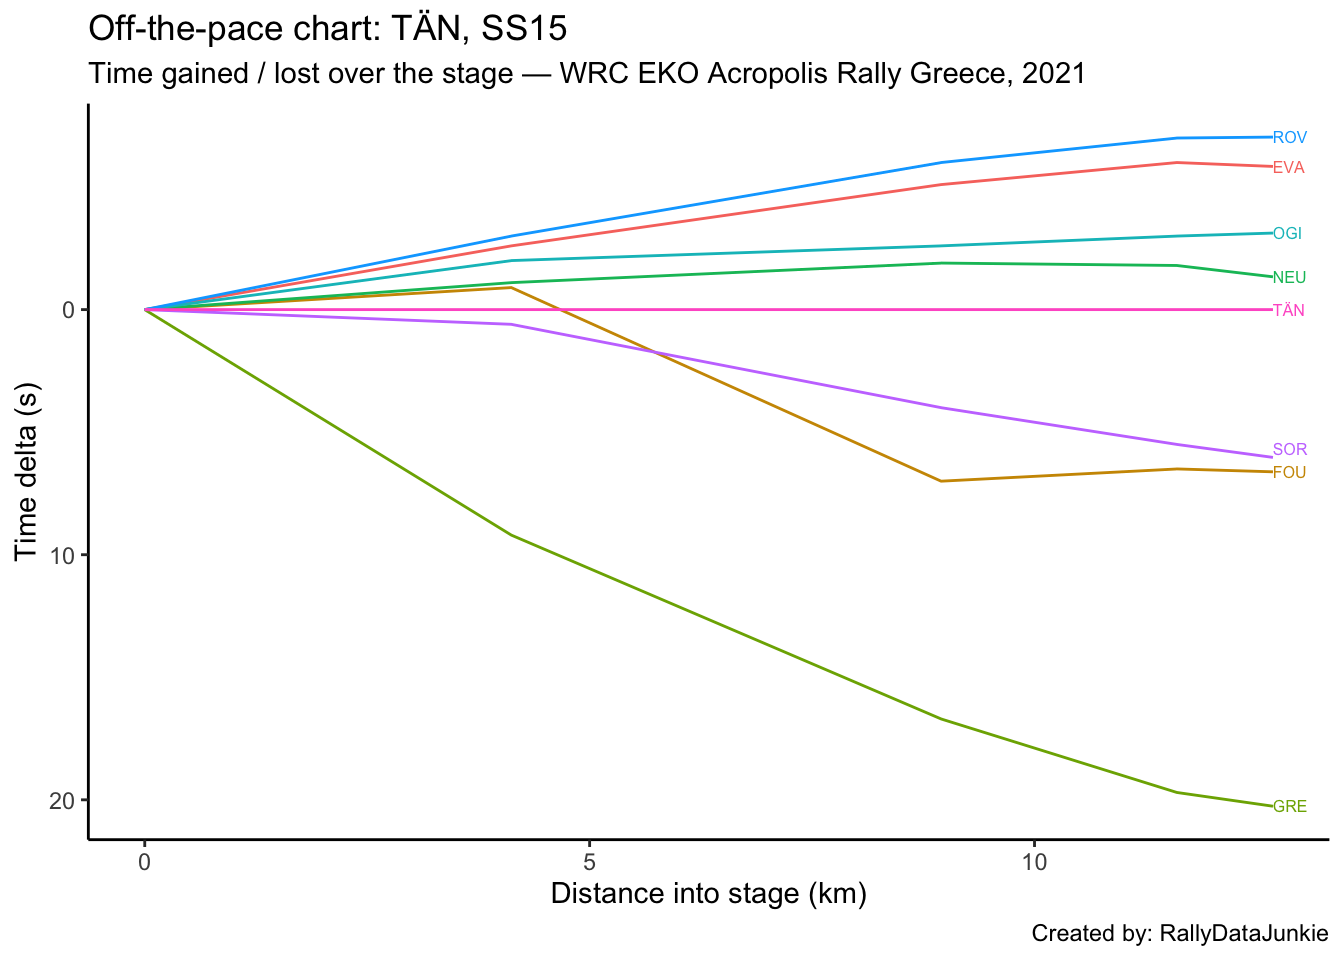 Off-the-pace chart: TÄN, SS15
Time gained / lost over the stage — WRC EKO Acropolis Rally Greece, 2021
ROV
EVA
OGI
NEU
TÄN
SOR
FOU
GRE
0
10
20
Time delta (s)
0 5 10
Distance into stage (km)
Created by: RallyDataJunkie